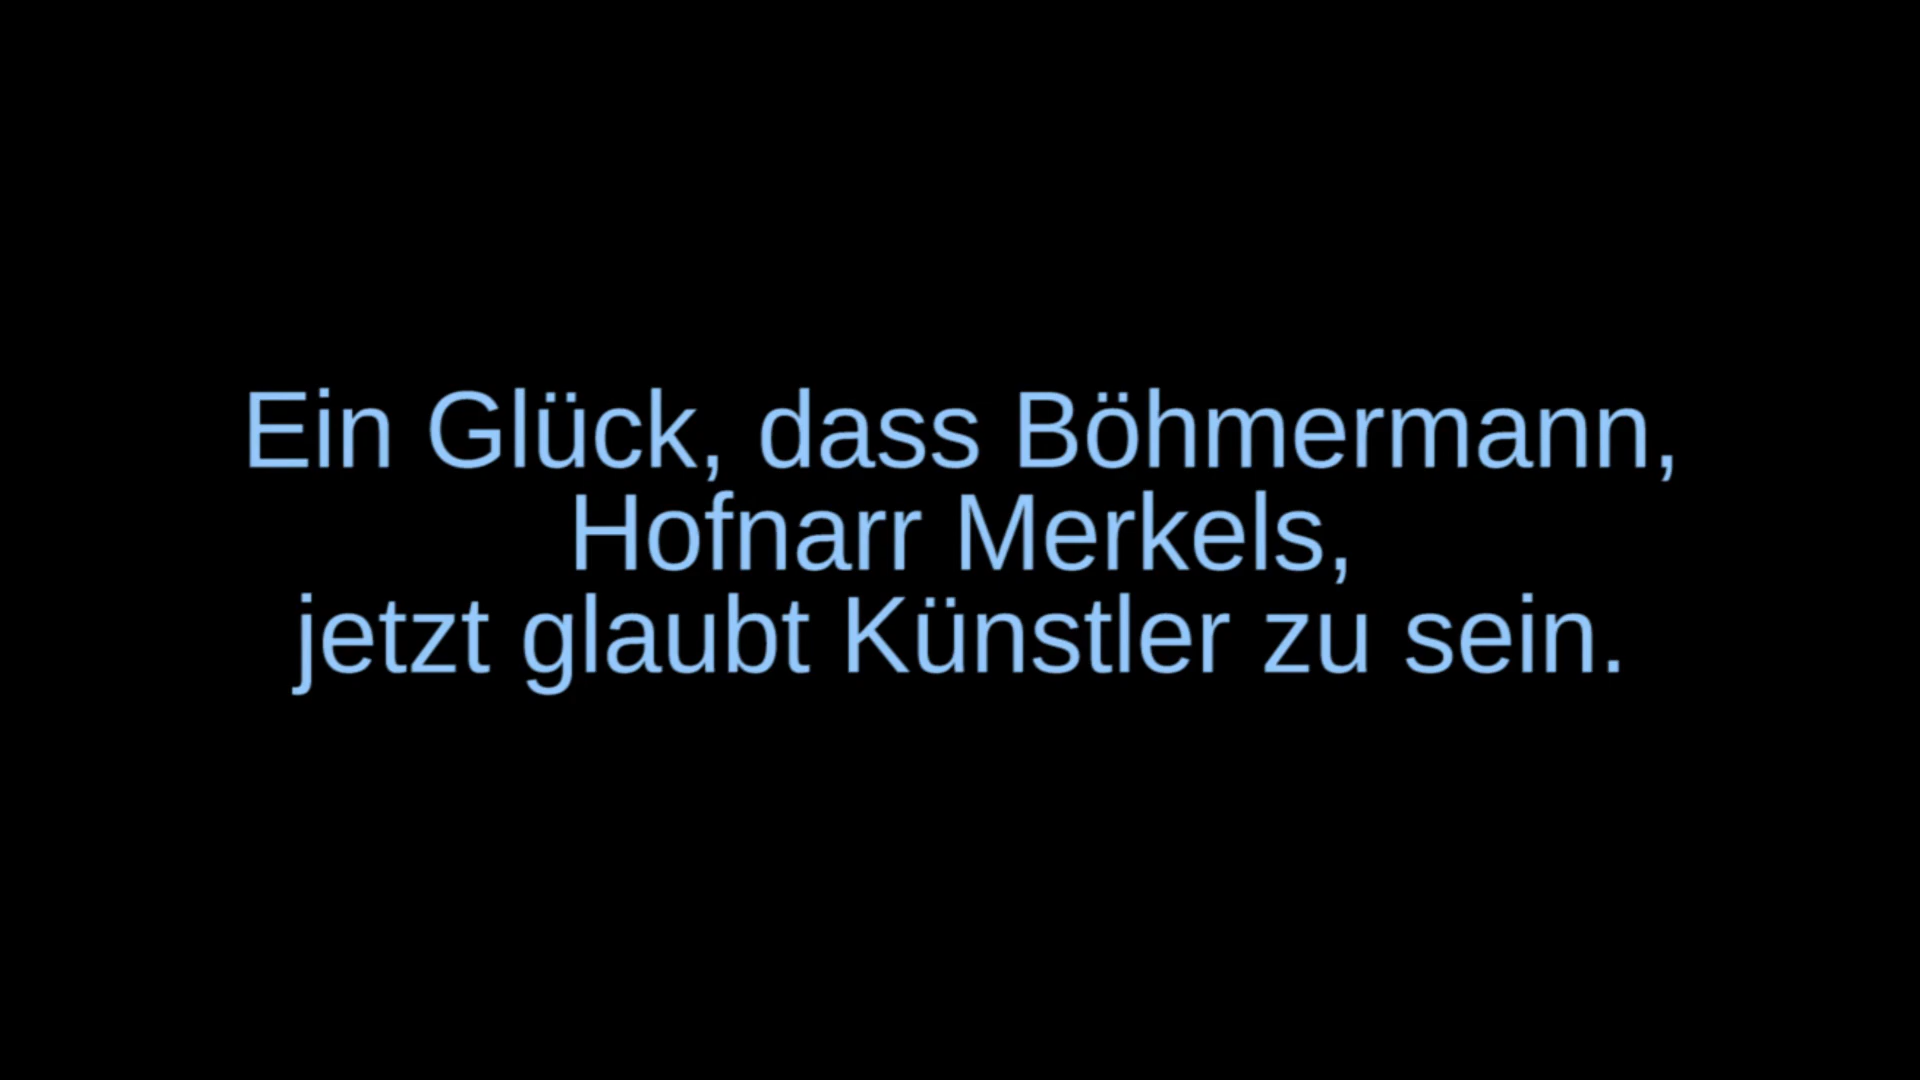 Ein Glück, dass Böhmermann,
Hofnarr Merkels,
jetzt glaubt Künstler zu sein.